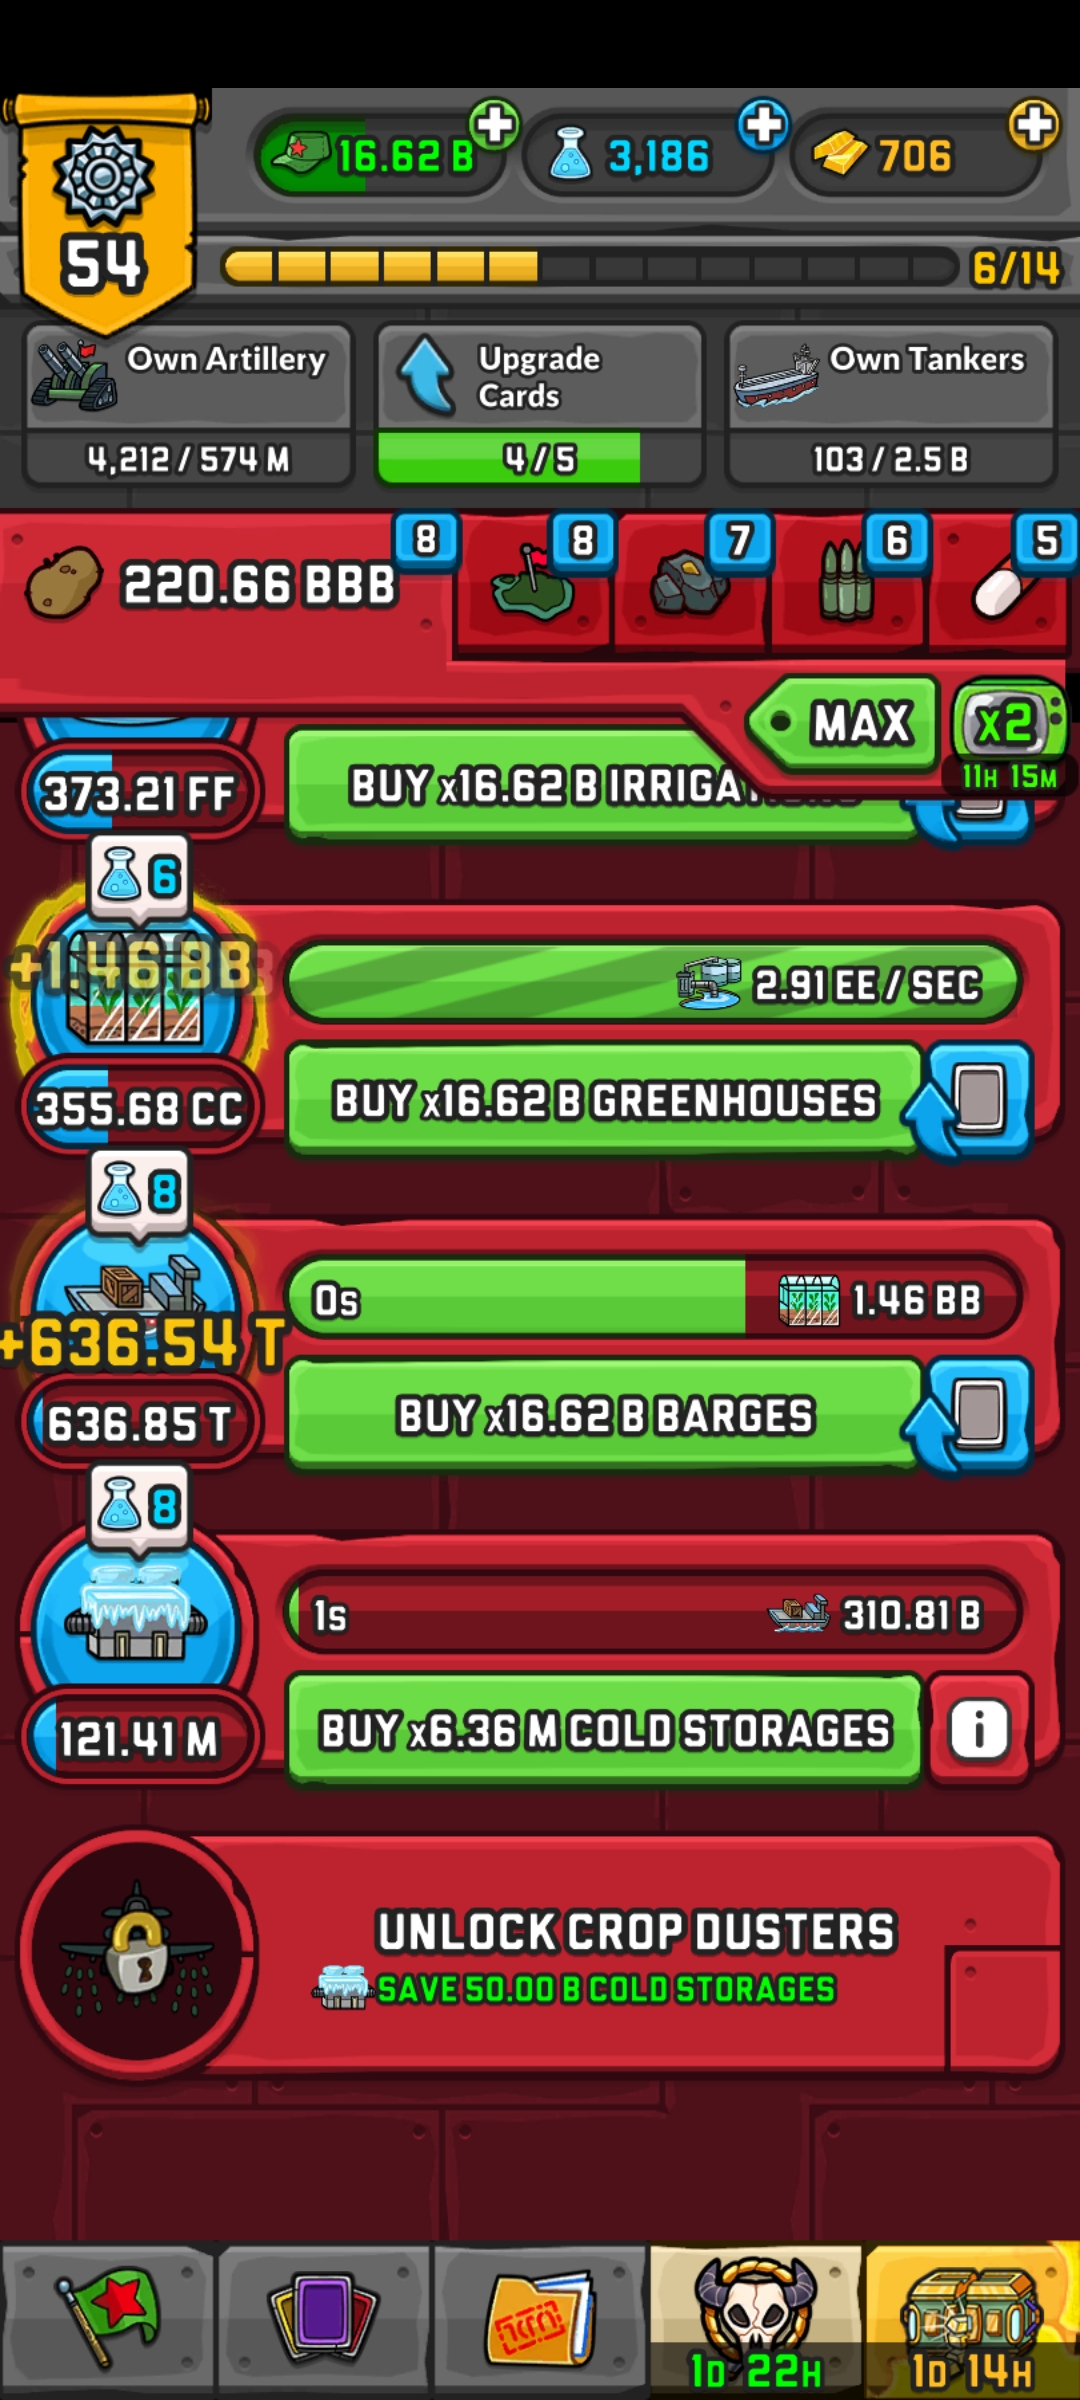 16.62 B
3,186
706
54
6/14
Own Artillery
4,212 / 574 M
Upgrade
Cards
4 / 5
Own Tankers
103 / 2.5 B
220.66 BBB
8
8
7
6
5
MAX
x2
11H 15M
373.21 FF
BUY x16.62 B
6
+1.46 BB
2.91 EE / SEC
355.68 CC
BUY x16.62 B GREENHOUSES
8
0s
1.46 BB
+636.54 T
636.85 T
BUY x16.62 B BARGES
8
1s
310.81 B
121.41 M
BUY x6.36 M COLD STORAGES
i
UNLOCK CROP DUSTERS
SAVE 50.00 B COLD STORAGES
1D 22H
1D 14H